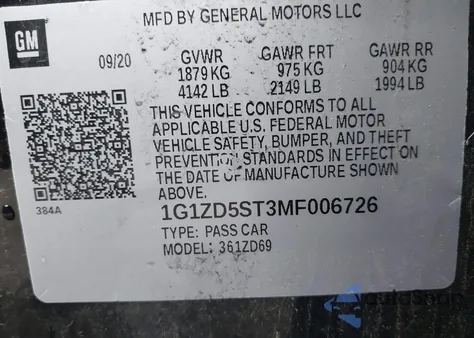 GM
MFD BY GENERAL MOTORS LLC
09/20 GVWR GAWR FRT GAWR RR
1879 KG 975 KG 904 KG
4142 LB 2149 LB 1994 LB
THIS VEHICLE CONFORMS TO ALL
APPLICABLE U.S. FEDERAL MOTOR
VEHICLE SAFETY, BUMPER, AND THEFT
PREVENTION STANDARDS IN EFFECT ON
THE DATE OF MANUFACTURE SHOWN
ABOVE.
384A
1G1ZD5ST3MF006726
TYPE: PASS CAR
MODEL: 361ZD69
AutoShop